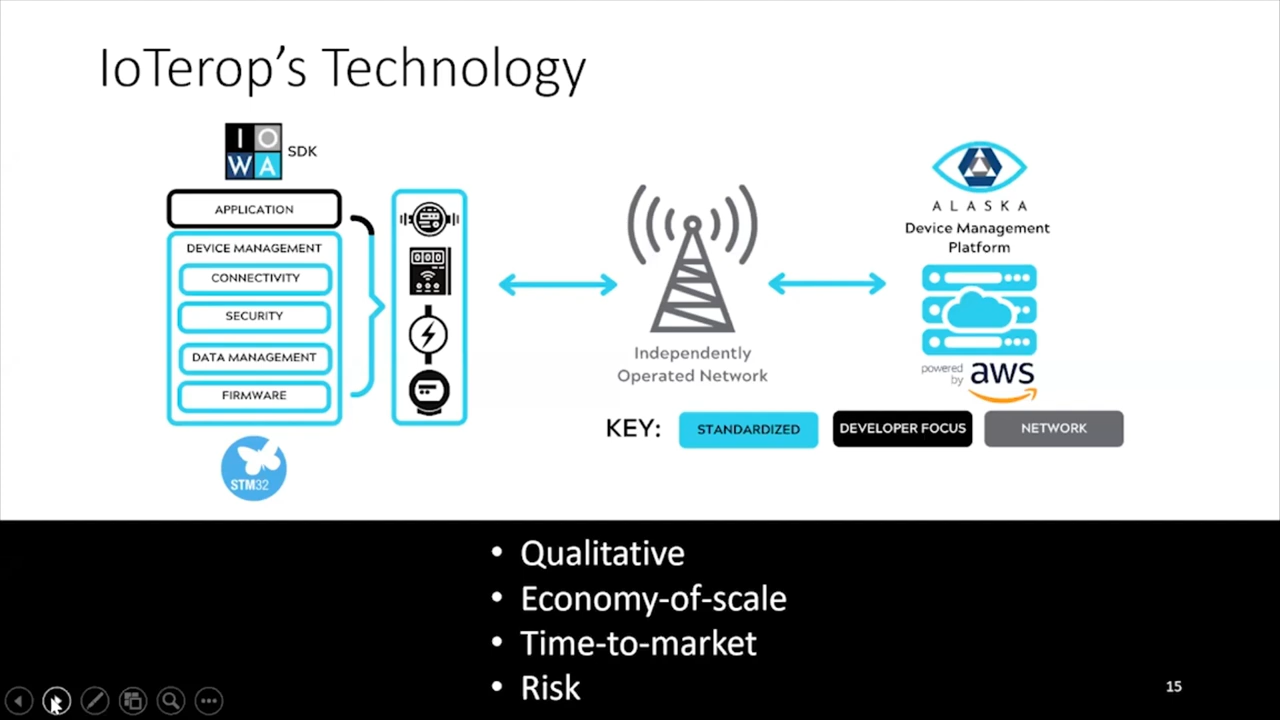 IoTerop's Technology
I O
W A
SDK
APPLICATION
DEVICE MANAGEMENT
CONNECTIVITY
SECURITY
DATA MANAGEMENT
FIRMWARE
STM32
000
Independently
Operated Network
ALASKA
Device Management
Platform
powered
by aws
KEY: STANDARDIZED DEVELOPER FOCUS NETWORK
• Qualitative
• Economy-of-scale
• Time-to-market
• Risk
15